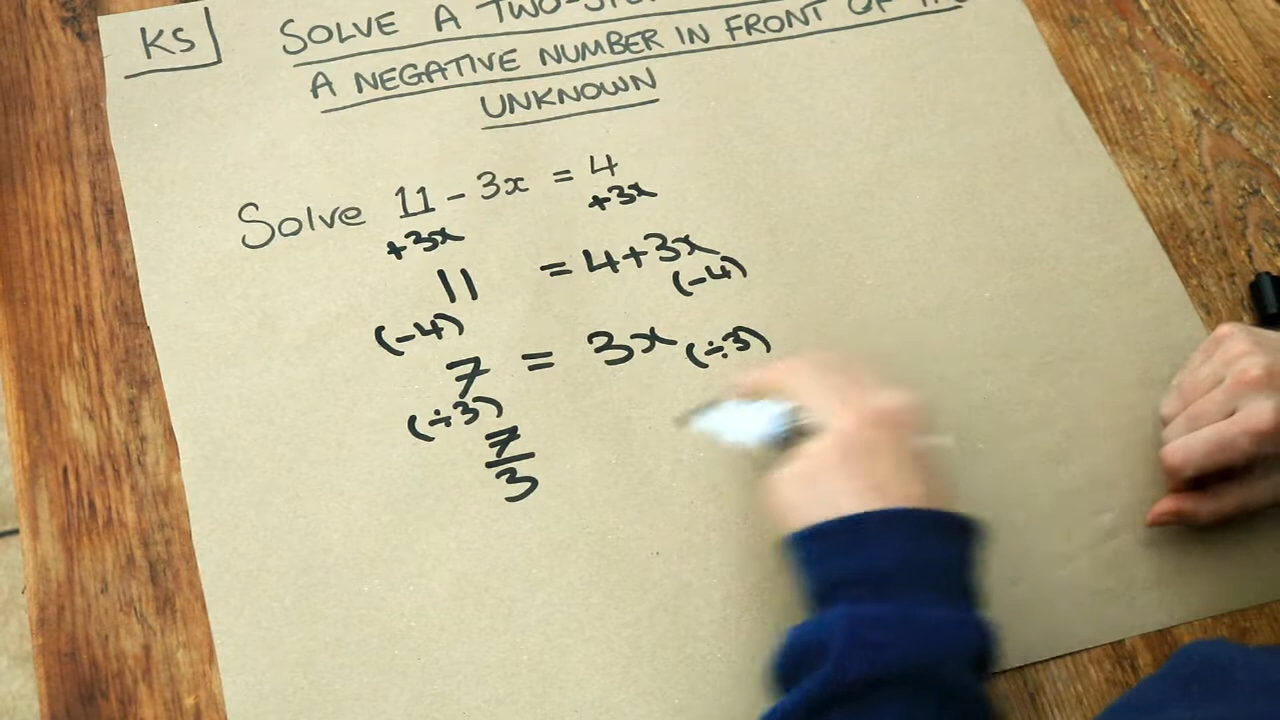 KS
SOLVE A TWO-
A NEGATIVE NUMBER IN FRONT OF
UNKNOWN
Solve 11 - 3x = 4
+3x +3x
11 = 4+3x
(-4) (-4)
7 = 3x (÷3)
(÷3)
7
3